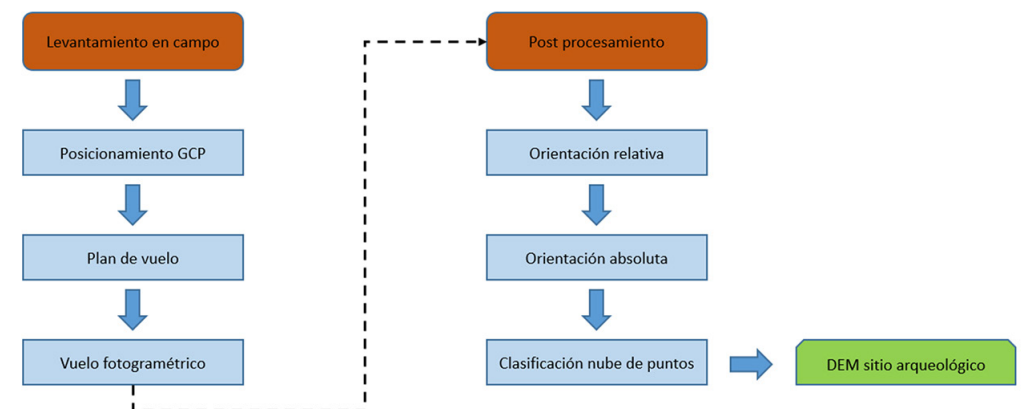 Levantamiento en campo
Posicionamiento GCP
Plan de vuelo
Vuelo fotogramétrico
Post procesamiento
Orientación relativa
Orientación absoluta
Clasificación nube de puntos
DEM sitio arqueológico